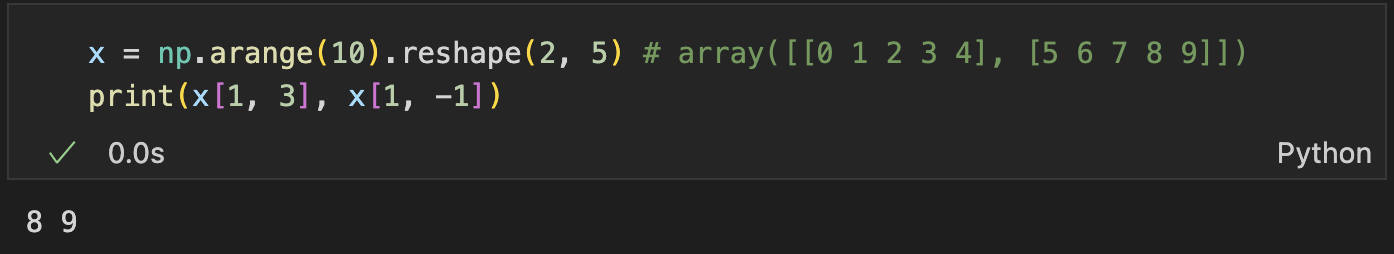 x = np.arange(10).reshape(2, 5) # array([[0 1 2 3 4], [5 6 7 8 9]])
print(x[1, 3], x[1, -1])
✓ 0.0s
Python
8 9